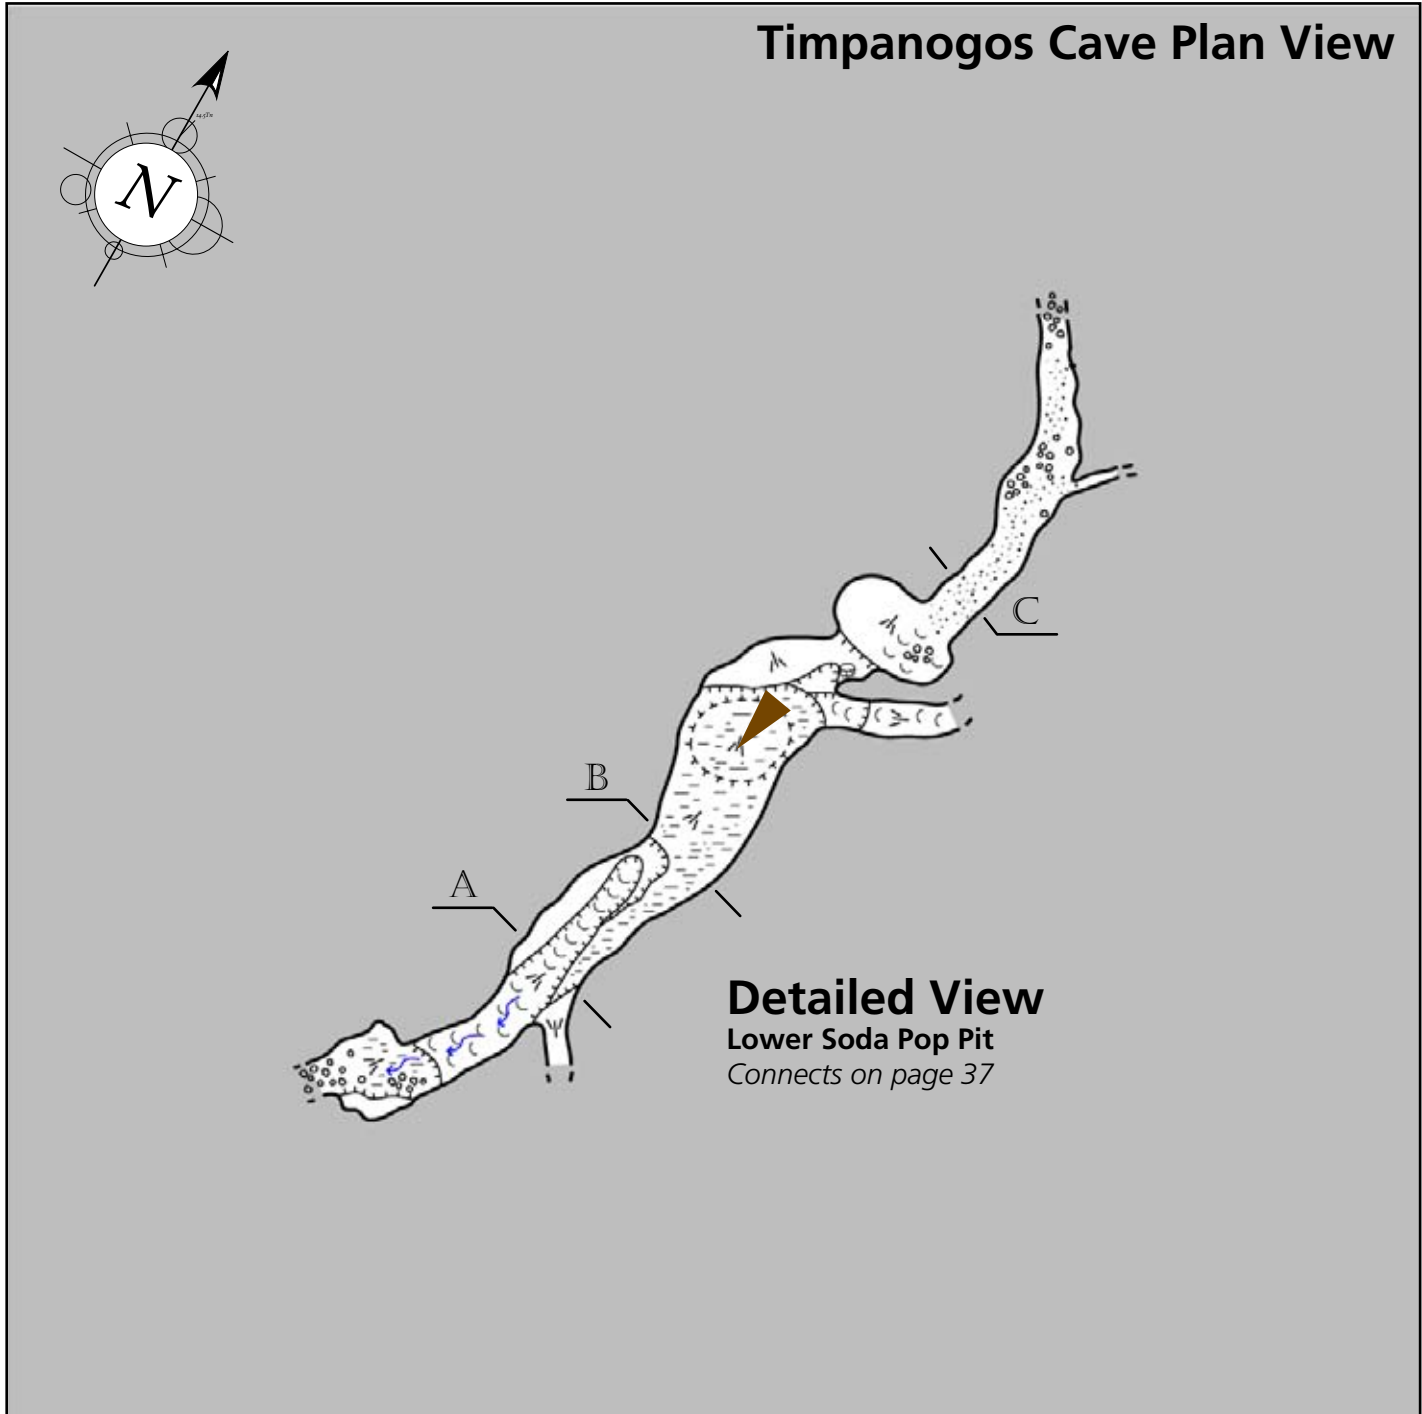 Timpanogos Cave Plan View
N
C
B
A
Detailed View
Lower Soda Pop Pit
Connects on page 37